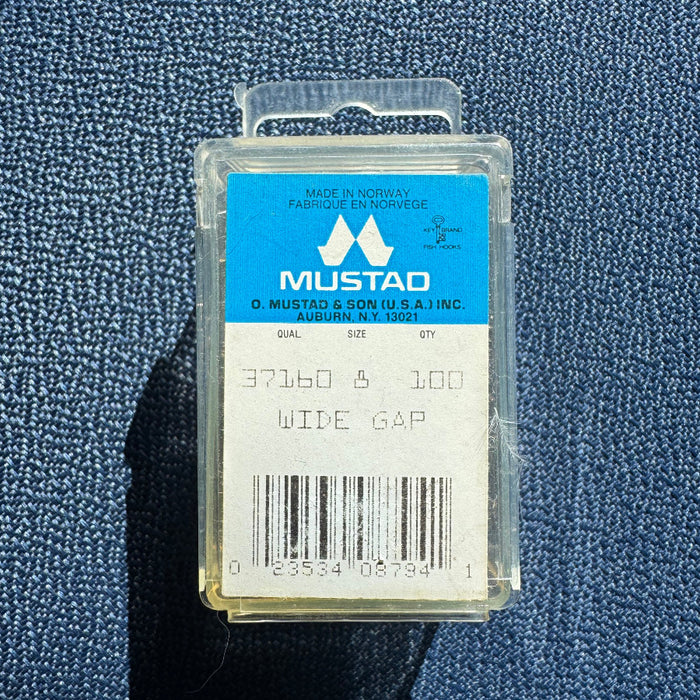 MADE IN NORWAY
FABRIQUE EN NORVEGE
KEY BRAND
FISH HOOKS
MUSTAD
O. MUSTAD & SON (U.S.A.) INC.
AUBURN, N.Y. 13021
QUAL SIZE QTY
37160 100
WIDE GAP
0 23534 08794 1